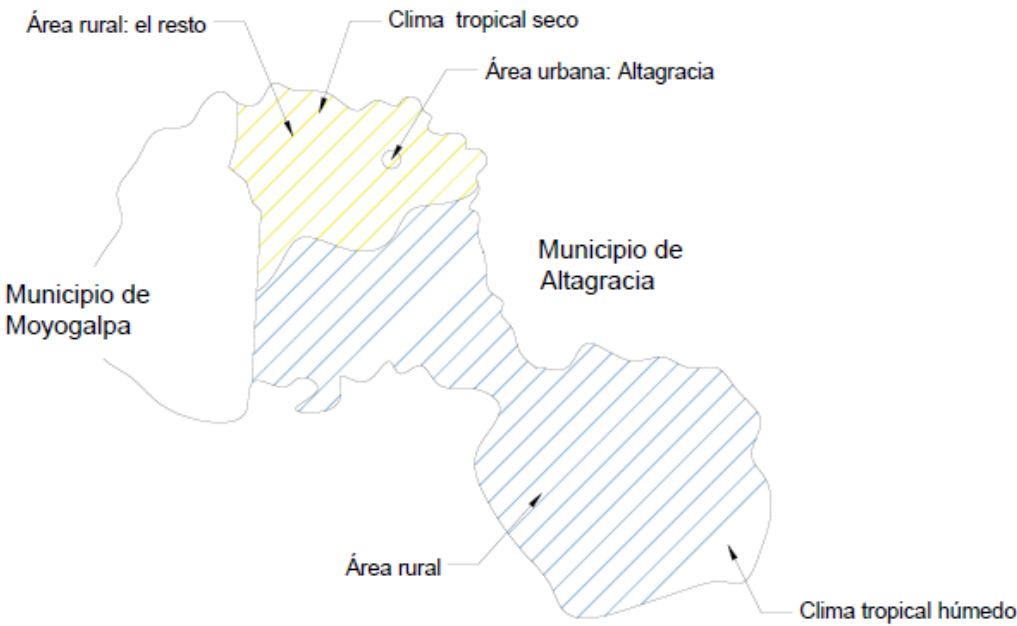 Área rural: el resto
Clima tropical seco
Área urbana: Altagracia
Municipio de
Altagracia
Municipio de
Moyogalpa
Área rural
Clima tropical húmedo